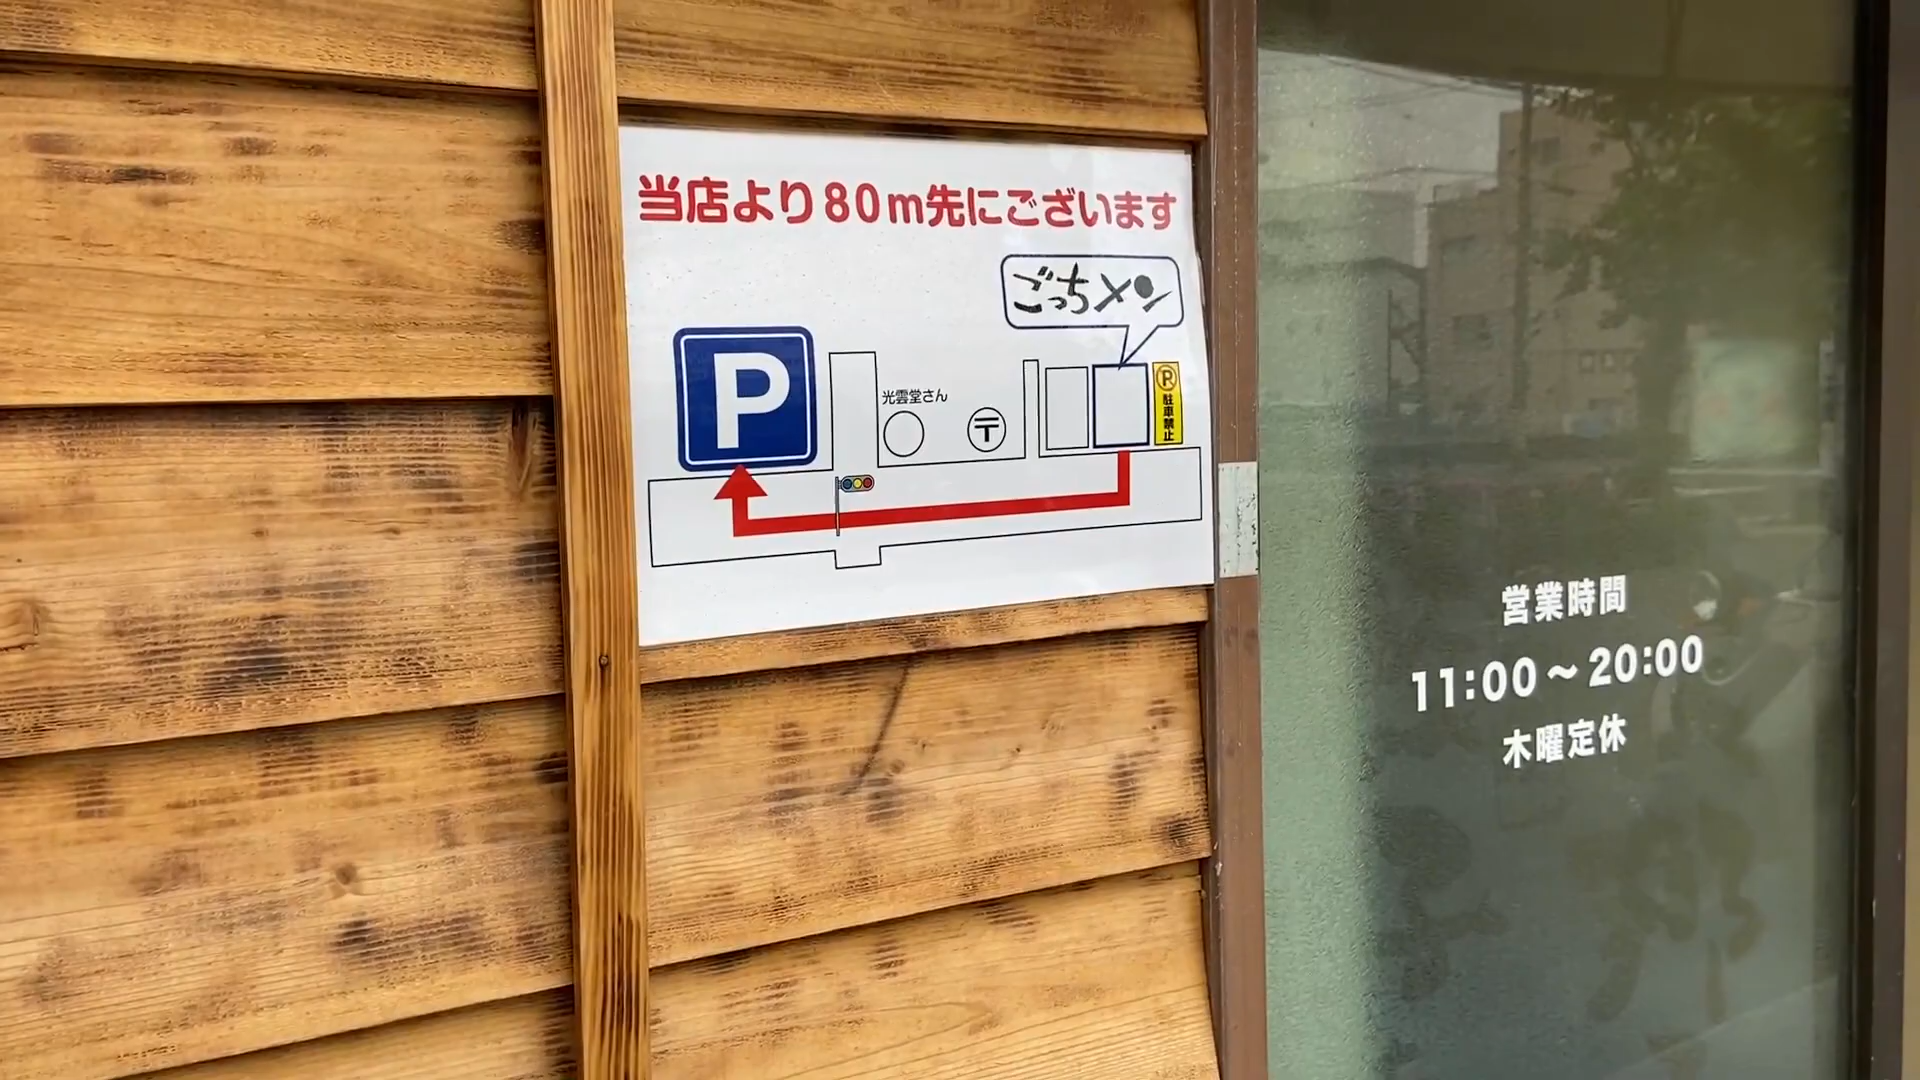 当店より80m先にございます
ごっちメン
P
光雲堂さん
〒
P
駐車禁止
営業時間
11:00～20:00
木曜定休